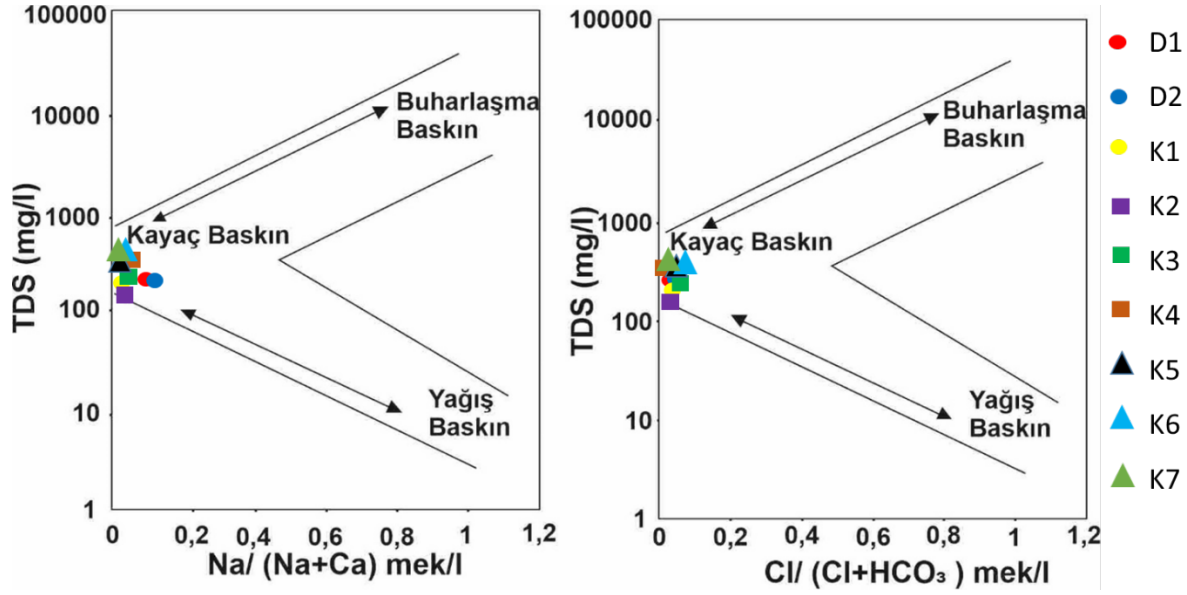 TDS (mg/l)
100000
10000
1000
100
10
1
Buharlaşma
Baskın
Kayaç Baskın
Yağış
Baskın
0 0,2 0,4 0,6 0,8 1 1,2
Na/ (Na+Ca) mek/l
TDS (mg/l)
100000
10000
1000
100
10
1
Buharlaşma
Baskın
Kayaç Baskın
Yağış
Baskın
0 0,2 0,4 0,6 0,8 1 1,2
Cl/ (Cl+HCO₃ ) mek/l
D1
D2
K1
K2
K3
K4
K5
K6
K7